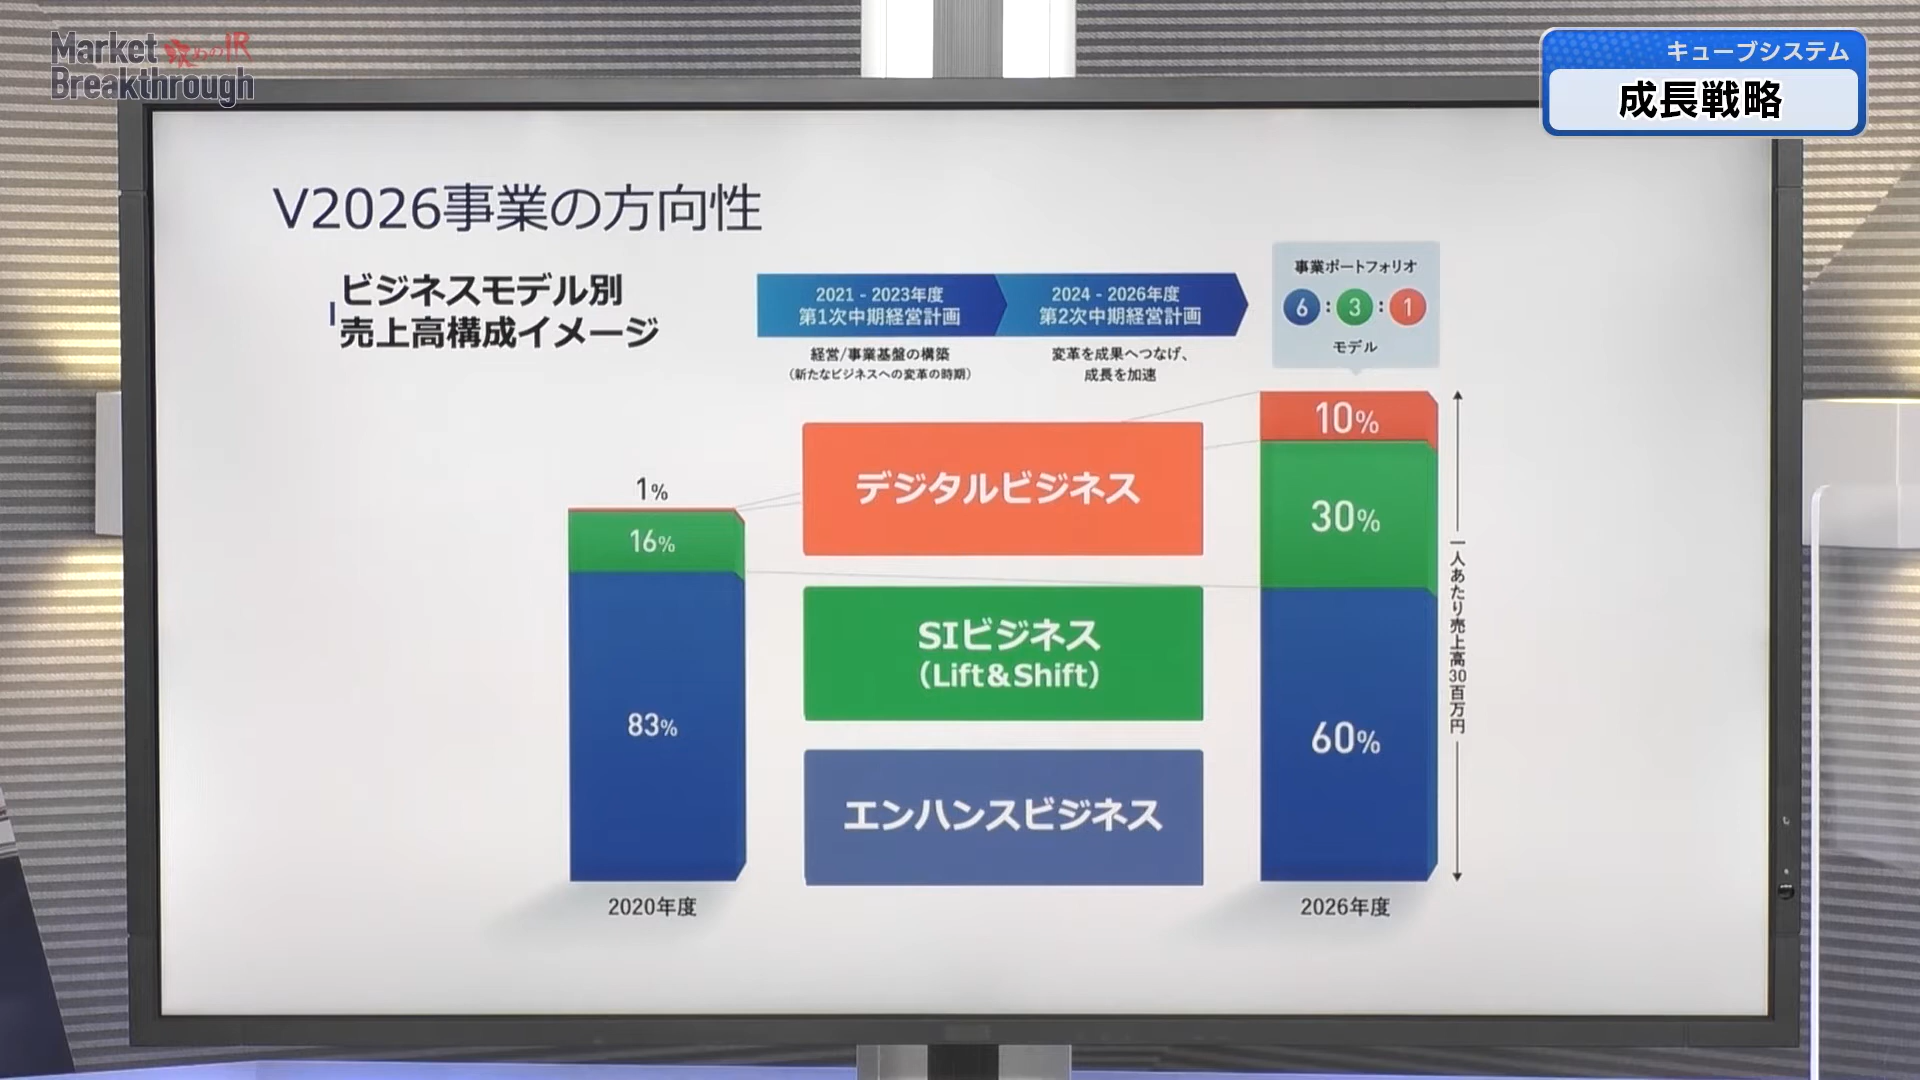 Market 攻めのIR
Breakthrough
キューブシステム
成長戦略
V2026事業の方向性
ビジネスモデル別
売上高構成イメージ
2021 - 2023年度
第1次中期経営計画
2024 - 2026年度
第2次中期経営計画
経営/事業基盤の構築
(新たなビジネスへの変革の時期)
変革を成果へつなげ、
成長を加速
事業ポートフォリオ
6 : 3 : 1
モデル
1%
16%
83%
2020年度
デジタルビジネス
SIビジネス
(Lift&Shift)
エンハンスビジネス
10%
30%
60%
2026年度
一人あたり売上高30百万円